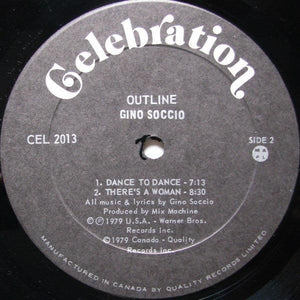 Celebration
OUTLINE
GINO SOCCIO
CEL 2013
SIDE 2
1. DANCE TO DANCE - 7:13
2. THERE'S A WOMAN - 8:30
All music & lyrics by Gino Soccio
Produced by Mix Machine
© ℗ 1979 U.S.A. - Warner Bros.
Records Inc.
© 1979 Canada - Quality
Records Inc.
MANUFACTURED IN CANADA BY QUALITY RECORDS LIMITED